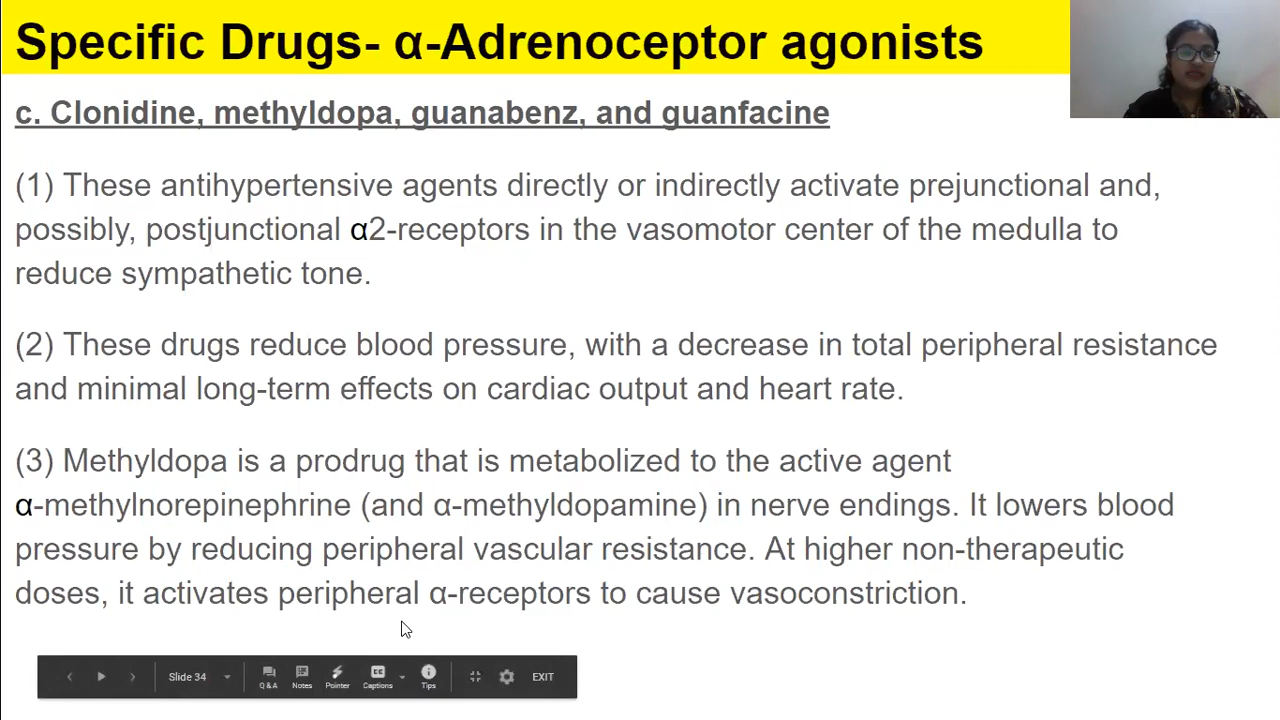 Specific Drugs- α-Adrenoceptor agonists
c. Clonidine, methyldopa, guanabenz, and guanfacine
(1) These antihypertensive agents directly or indirectly activate prejunctional and,
possibly, postjunctional α2-receptors in the vasomotor center of the medulla to
reduce sympathetic tone.
(2) These drugs reduce blood pressure, with a decrease in total peripheral resistance
and minimal long-term effects on cardiac output and heart rate.
(3) Methyldopa is a prodrug that is metabolized to the active agent
α-methylnorepinephrine (and α-methyldopamine) in nerve endings. It lowers blood
pressure by reducing peripheral vascular resistance. At higher non-therapeutic
doses, it activates peripheral α-receptors to cause vasoconstriction.
Slide 34 Q&A Notes Pointer Captions Tips EXIT